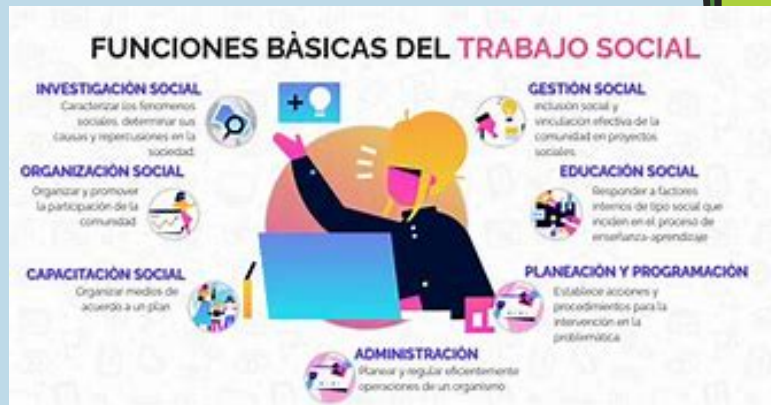 FUNCIONES BÀSICAS DEL TRABAJO SOCIAL
INVESTIGACIÓN SOCIAL
Caracterizar los fenomenos
sociales, determinar sus
causas y repercusiones en la
sociedad.
ORGANIZACIÓN SOCIAL
Organizar y promover
la participación de la
comunidad
CAPACITACIÓN SOCIAL
Organizar medios de
acuerdo a un plan
GESTIÓN SOCIAL
inclusión social y
vinculación efectiva de la
comunidad en proyectos
sociales.
EDUCACIÓN SOCIAL
Responder a factores
internos de tipo social que
inciden en el proceso de
enseñanza-aprendizaje
PLANEACIÓN Y PROGRAMACIÓN
Establece acciones y
procedimientos para la
intervención en la
problemática
ADMINISTRACIÓN
Planear y regular eficientemente
operaciones de un organismo